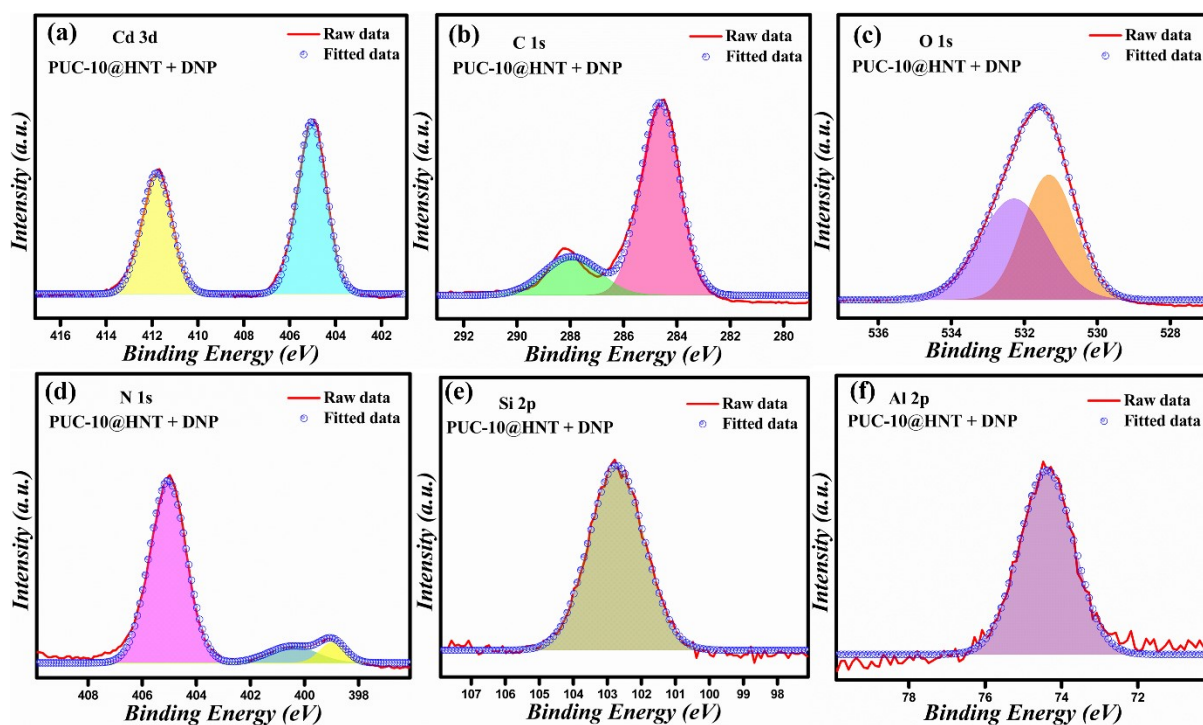 (a)
Cd 3d
Raw data
Fitted data
PUC-10@HNT + DNP
Intensity (a.u.)
416 414 412 410 408 406 404 402
Binding Energy (eV)
(b)
C 1s
Raw data
Fitted data
PUC-10@HNT + DNP
Intensity (a.u.)
292 290 288 286 284 282 280
Binding Energy (eV)
(c)
O 1s
Raw data
Fitted data
PUC-10@HNT + DNP
Intensity (a.u.)
536 534 532 530 528
Binding Energy (eV)
(d)
N 1s
Raw data
Fitted data
PUC-10@HNT + DNP
Intensity (a.u.)
408 406 404 402 400 398
Binding Energy (eV)
(e)
Si 2p
Raw data
Fitted data
PUC-10@HNT + DNP
Intensity (a.u.)
107 106 105 104 103 102 101 100 99 98
Binding Energy (eV)
(f)
Al 2p
Raw data
Fitted data
PUC-10@HNT + DNP
Intensity (a.u.)
78 76 74 72
Binding Energy (eV)